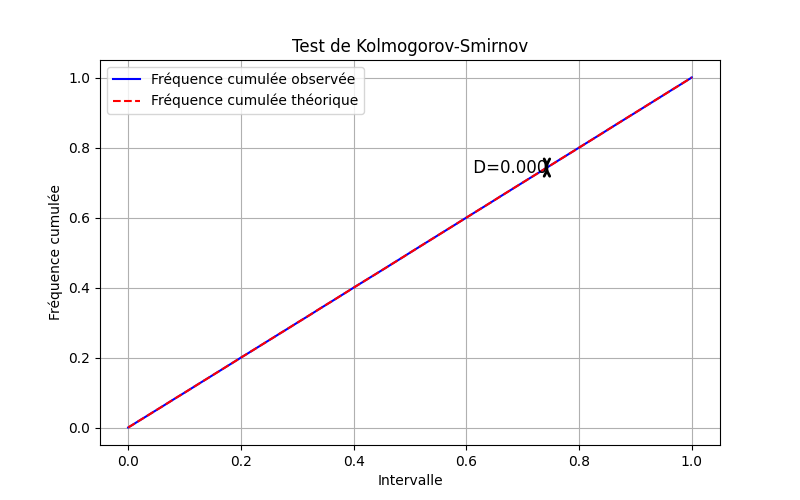 Test de Kolmogorov-Smirnov
Fréquence cumulée observée
Fréquence cumulée théorique
D=0.000
Fréquence cumulée
1.0
0.8
0.6
0.4
0.2
0.0
0.0 0.2 0.4 0.6 0.8 1.0
Intervalle